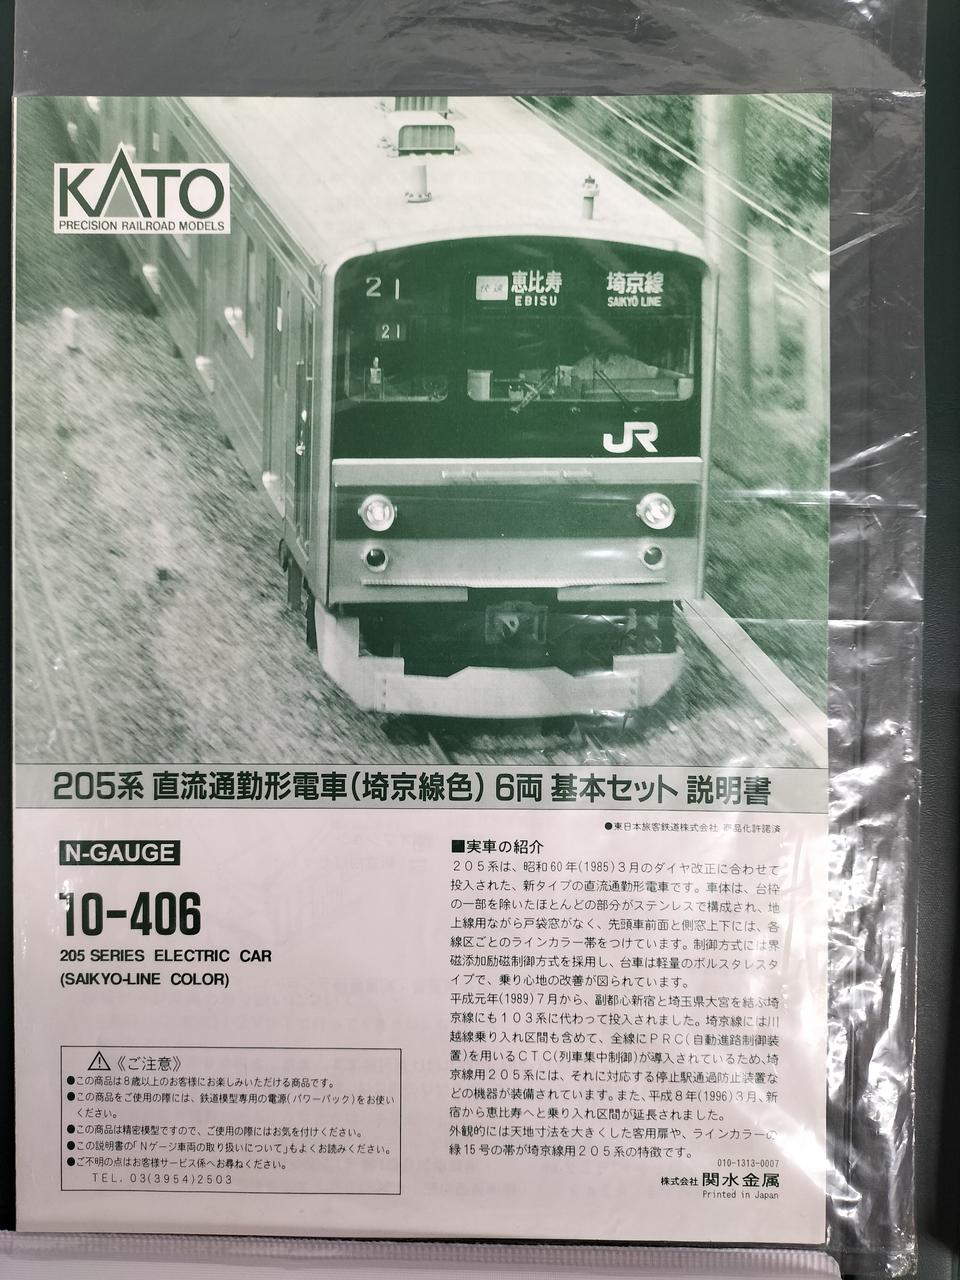 KATO
PRECISION RAILROAD MODELS
21
快速
恵比寿
EBISU
埼京線
SAIKYŌ LINE
21
JR
205系 直流通勤形電車(埼京線色) 6両 基本セット 説明書
●東日本旅客鉄道株式会社 商品化許諾済
N-GAUGE
10-406
205 SERIES ELECTRIC CAR
(SAIKYO-LINE COLOR)
⚠《ご注意》
●この商品は8歳以上のお客様にお楽しみいただける商品です。
●この商品をご使用の際には、鉄道模型専用の電源(パワーパック)をお使い
ください。
●この商品は精密模型ですので、ご使用の際にはお気を付けください。
●この説明書の「Nゲージ車両の取り扱いについて」もよくお読みください。
●ご不明の点はお客様サービス係へお尋ねください。
TEL. 03(3954)2503
■実車の紹介
205系は、昭和60年(1985)3月のダイヤ改正に合わせて
投入された、新タイプの直流通勤形電車です。車体は、台枠
の一部を除いたほとんどの部分がステンレスで構成され、地
上線用ながら戸袋窓がなく、先頭車前面と側窓上下には、各
線区ごとのラインカラー帯をつけています。制御方式には界
磁添加励磁制御方式を採用し、台車は軽量のボルスタレスタ
イプで、乗り心地の改善が図られています。
平成元年(1989)7月から、副都心新宿と埼玉県大宮を結ぶ埼
京線にも103系に代わって投入されました。埼京線には川
越線乗り入れ区間も含めて、全線にPRC(自動進路制御装
置)を用いるCTC(列車集中制御)が導入されているため、埼
京線用205系には、それに対応する停止駅通過防止装置な
どの機器が装備されています。また、平成8年(1996)3月、新
宿から恵比寿へと乗り入れ区間が延長されました。
外観的には天地寸法を大きくした客用扉や、ラインカラーの
緑15号の帯が埼京線用205系の特徴です。
010-1313-0007
株式会社 関水金属
Printed in Japan